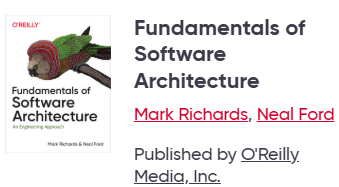 O'REILLY
Fundamentals of
Software
Architecture
An Engineering Approach
Mark Richards & Neal Ford
Fundamentals of
Software
Architecture
Mark Richards, Neal Ford
Published by O'Reilly
Media, Inc.